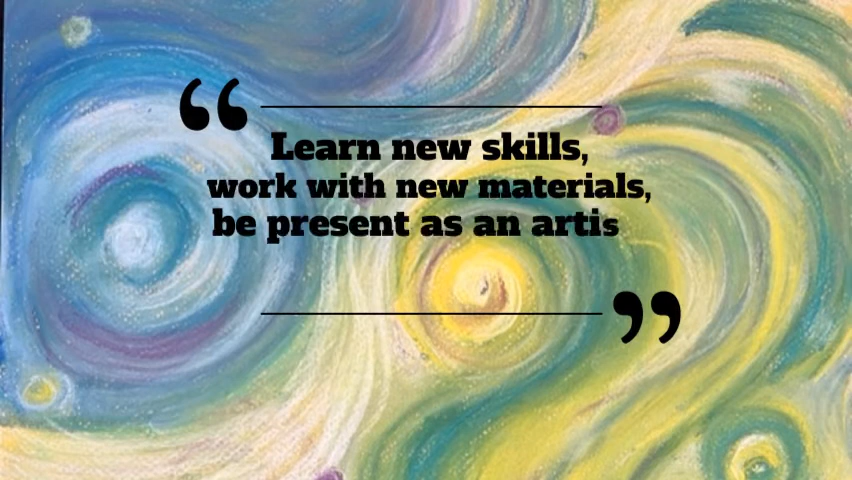 “
Learn new skills,
work with new materials,
be present as an artis
”